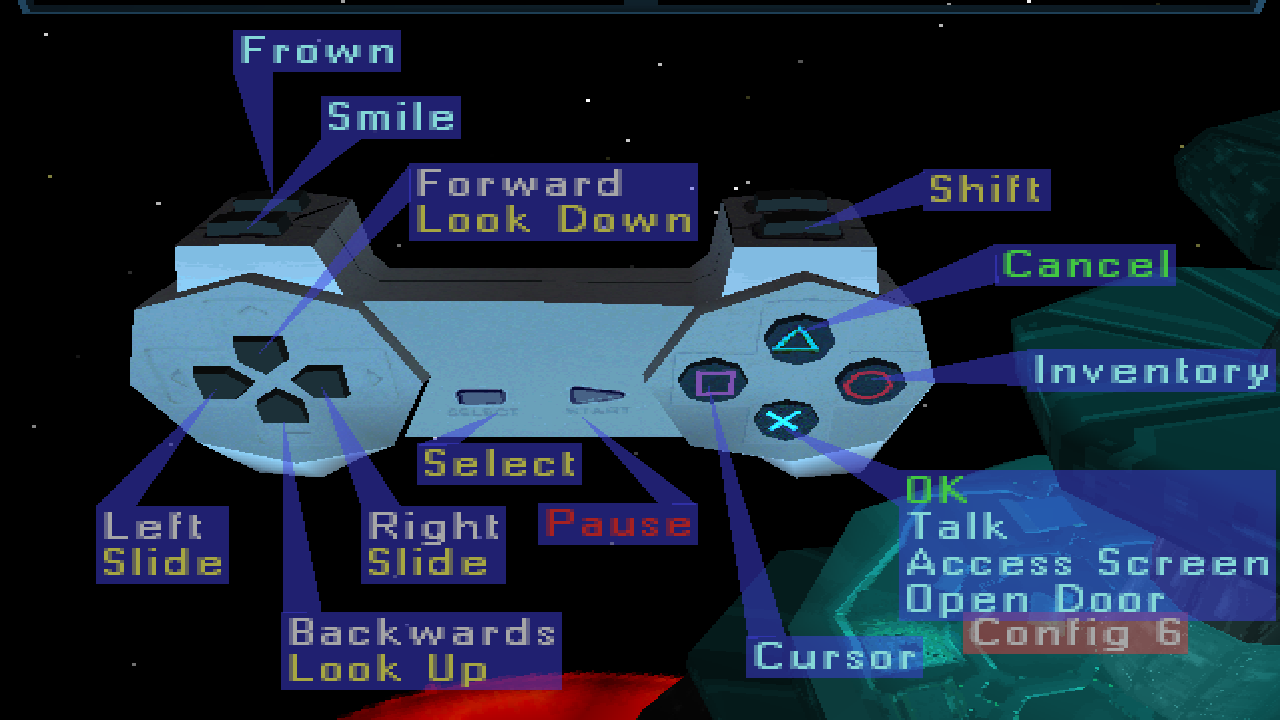 Frown
Smile
Forward
Look Down
Shift
Cancel
Inventory
SELECT
START
Select
Pause
OK
Talk
Access Screen
Open Door
Left
Slide
Right
Slide
Backwards
Look Up
Cursor
Config 6